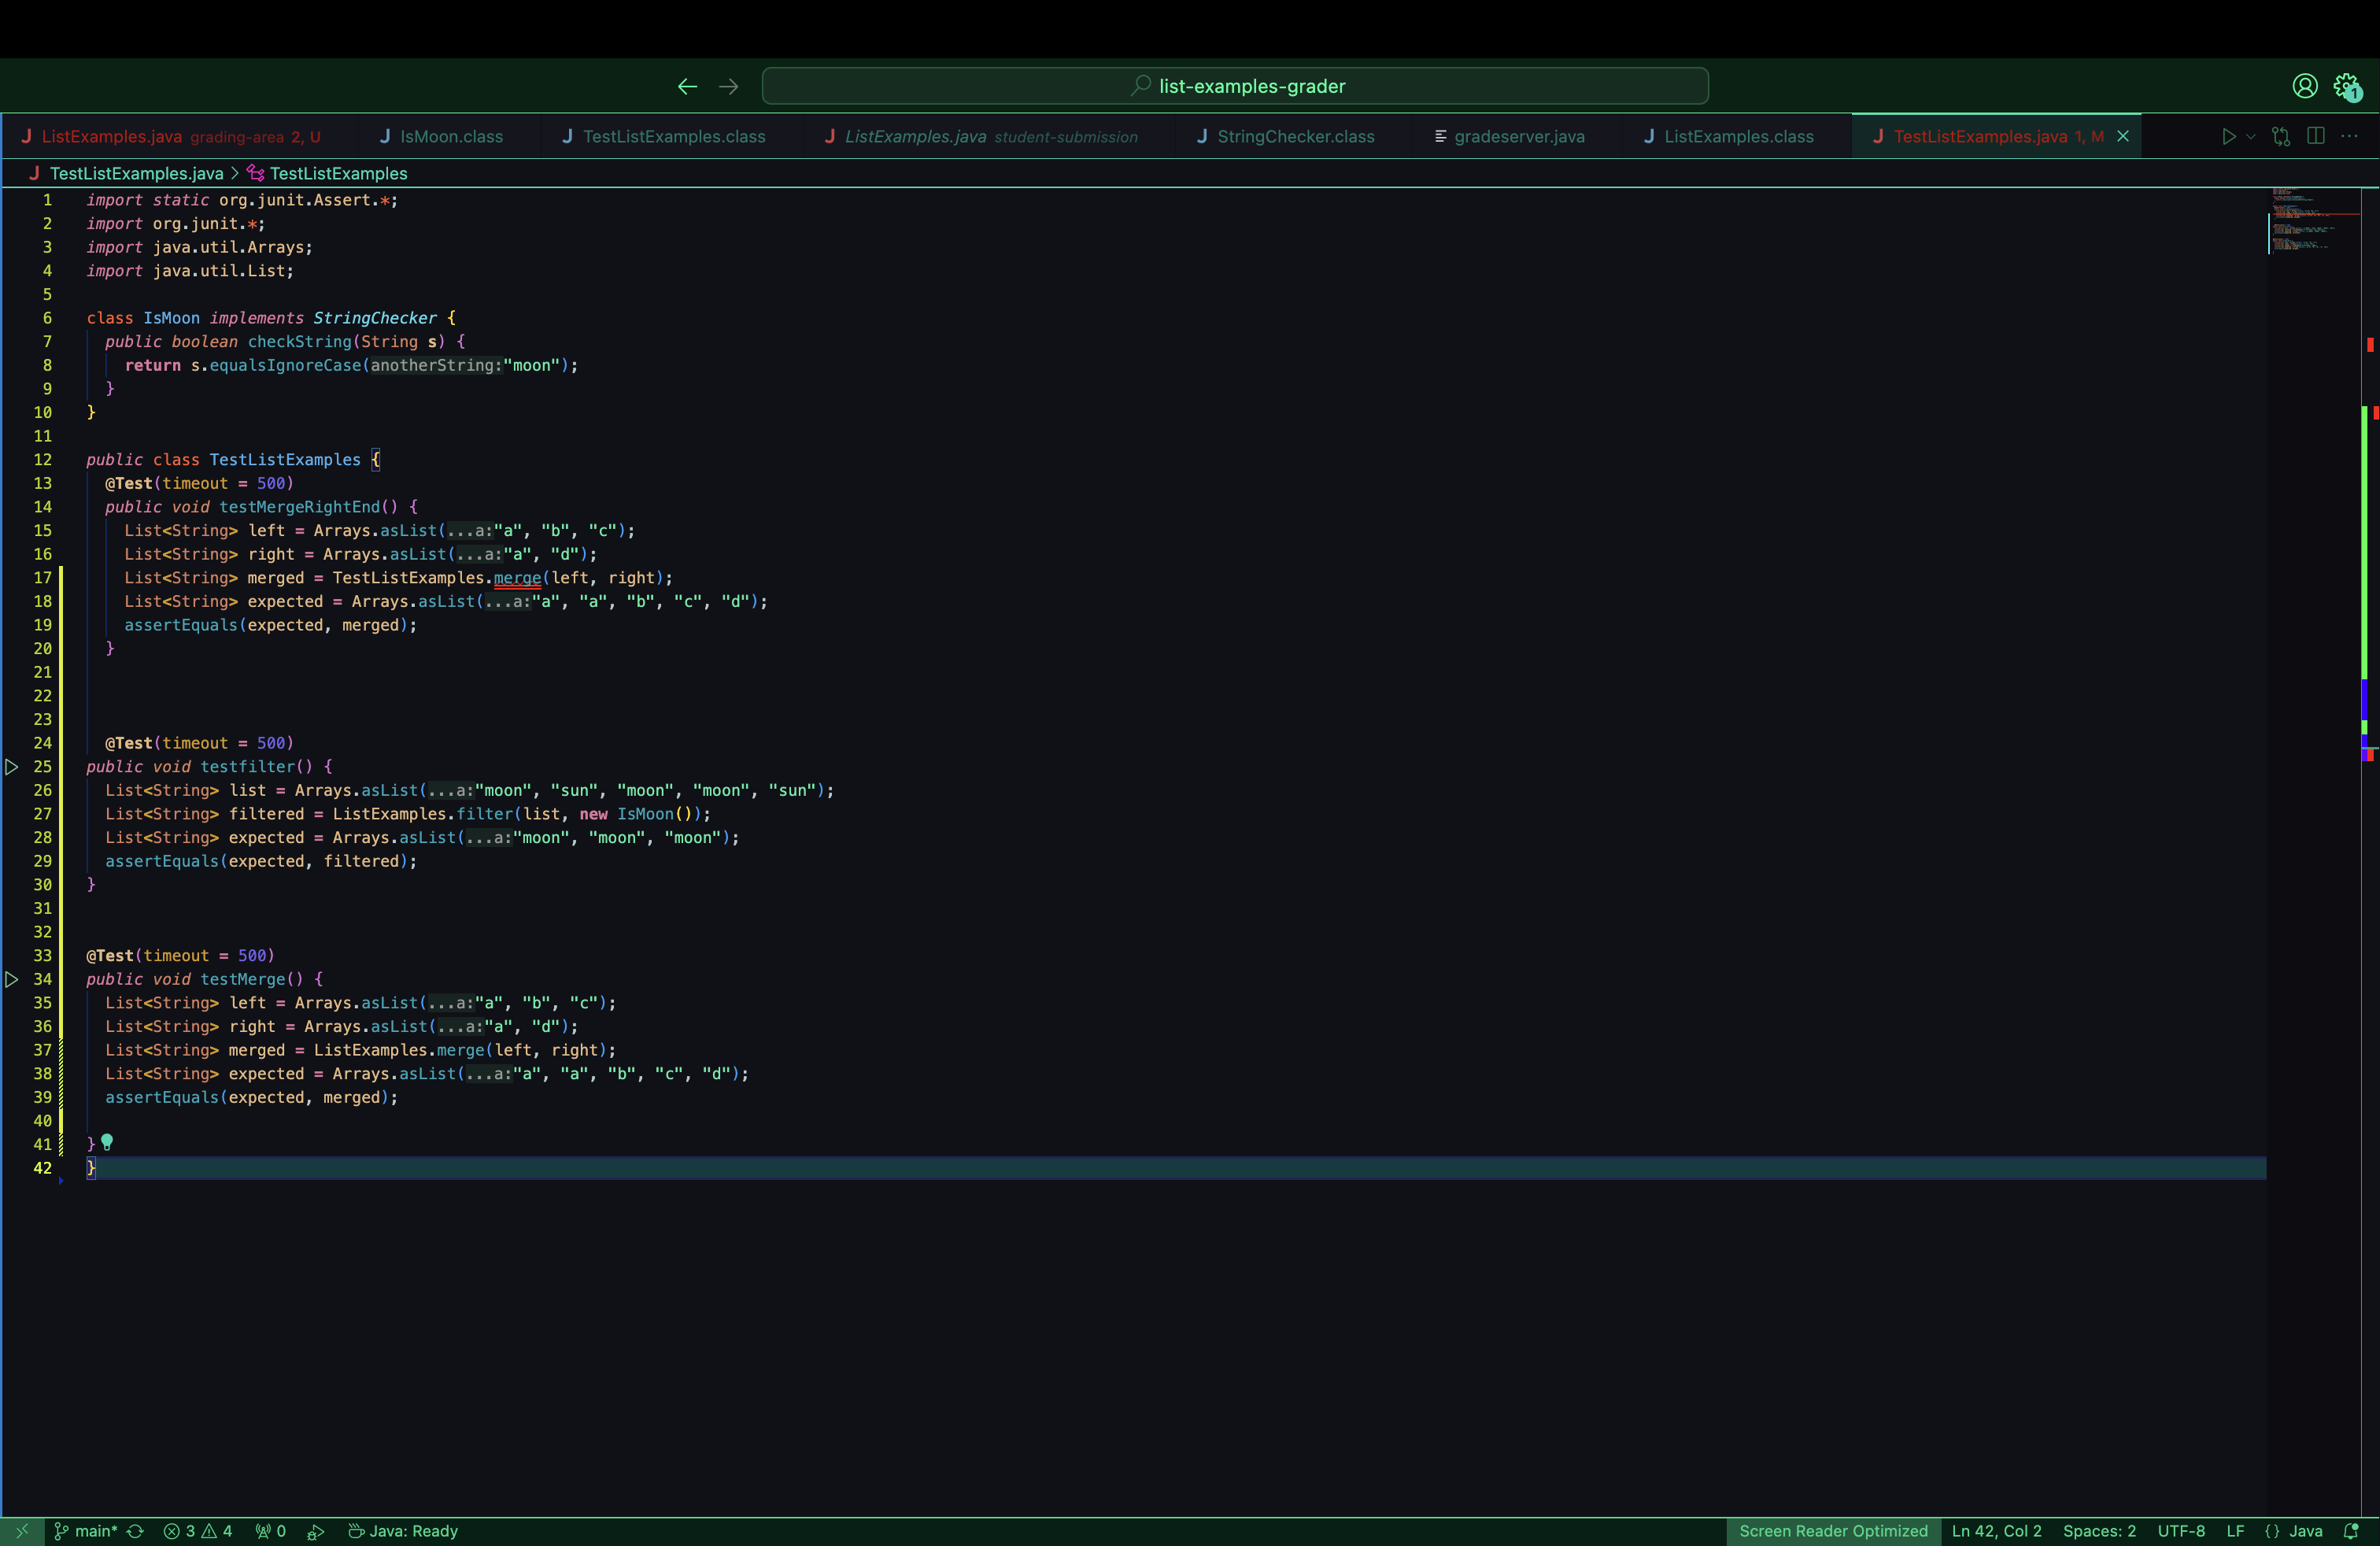 list-examples-grader
1
ListExamples.java grading-area 2, U
IsMoon.class
TestListExamples.class
ListExamples.java student-submission
StringChecker.class
gradeserver.java
ListExamples.class
TestListExamples.java 1, M
TestListExamples.java > TestListExamples
1 import static org.junit.Assert.*;
2 import org.junit.*;
3 import java.util.Arrays;
4 import java.util.List;
5
6 class IsMoon implements StringChecker {
7 public boolean checkString(String s) {
8 return s.equalsIgnoreCase(anotherString:"moon");
9 }
10 }
11
12 public class TestListExamples {
13 @Test(timeout = 500)
14 public void testMergeRightEnd() {
15 List<String> left = Arrays.asList(...a:"a", "b", "c");
16 List<String> right = Arrays.asList(...a:"a", "d");
17 List<String> merged = TestListExamples.merge(left, right);
18 List<String> expected = Arrays.asList(...a:"a", "a", "b", "c", "d");
19 assertEquals(expected, merged);
20 }
21
22
23
24 @Test(timeout = 500)
25 public void testfilter() {
26 List<String> list = Arrays.asList(...a:"moon", "sun", "moon", "moon", "sun");
27 List<String> filtered = ListExamples.filter(list, new IsMoon());
28 List<String> expected = Arrays.asList(...a:"moon", "moon", "moon");
29 assertEquals(expected, filtered);
30 }
31
32
33 @Test(timeout = 500)
34 public void testMerge() {
35 List<String> left = Arrays.asList(...a:"a", "b", "c");
36 List<String> right = Arrays.asList(...a:"a", "d");
37 List<String> merged = ListExamples.merge(left, right);
38 List<String> expected = Arrays.asList(...a:"a", "a", "b", "c", "d");
39 assertEquals(expected, merged);
40
41 }
42 }
main* 3 4 0 Java: Ready Screen Reader Optimized Ln 42, Col 2 Spaces: 2 UTF-8 LF {} Java